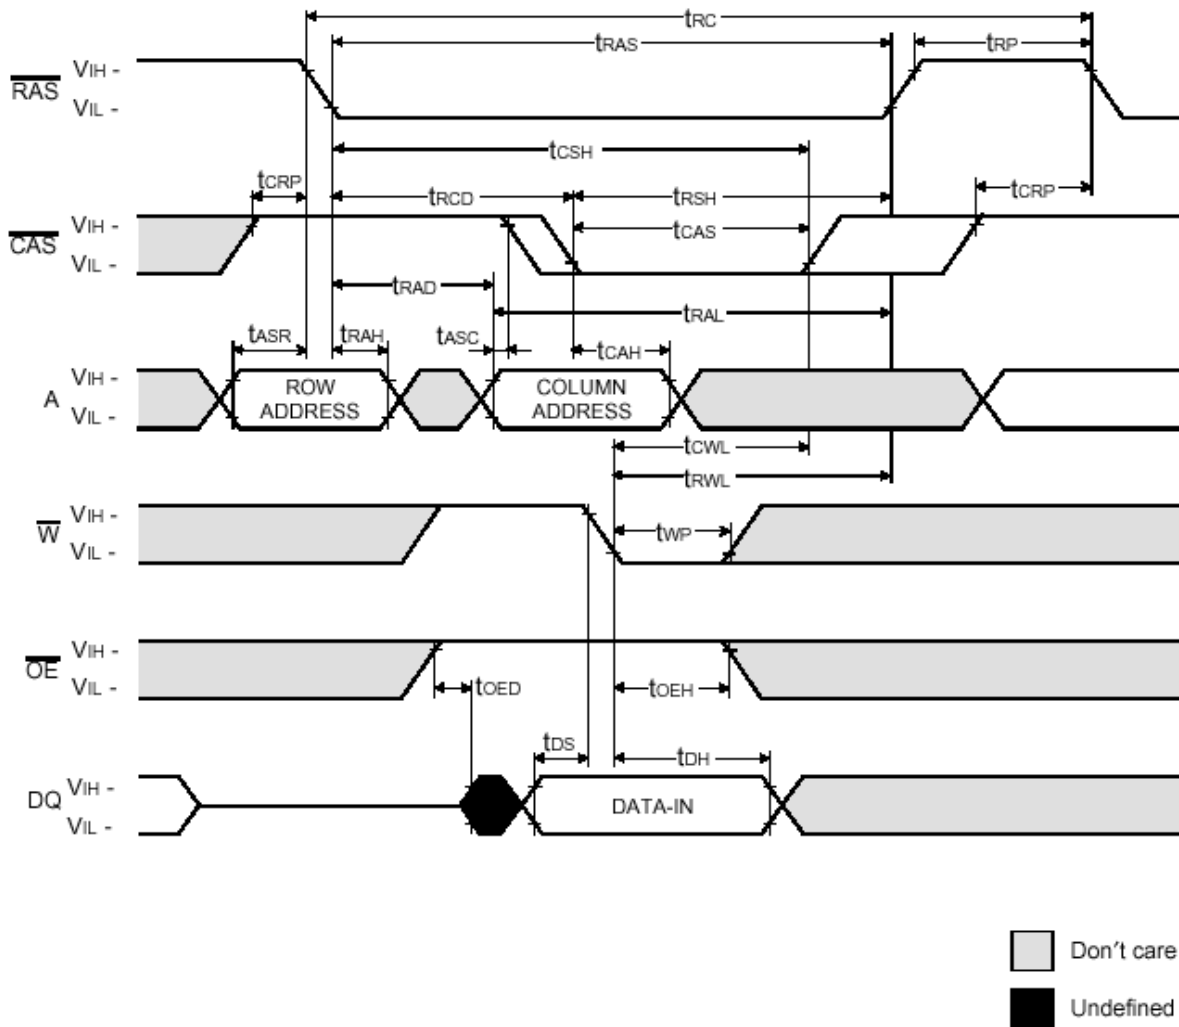 tRC
tRAS
tRP
RAS
VIH -
VIL -
tCSH
tCRP
tRCD
tRSH
tCRP
CAS
VIH -
VIL -
tCAS
tRAD
tRAL
tASR
tRAH
tASC
tCAH
A
VIH -
VIL -
ROW
ADDRESS
COLUMN
ADDRESS
tCWL
tRWL
W
VIH -
VIL -
tWP
OE
VIH -
VIL -
tOED
tOEH
tDS
tDH
DQ
VIH -
VIL -
DATA-IN
Don't care
Undefined